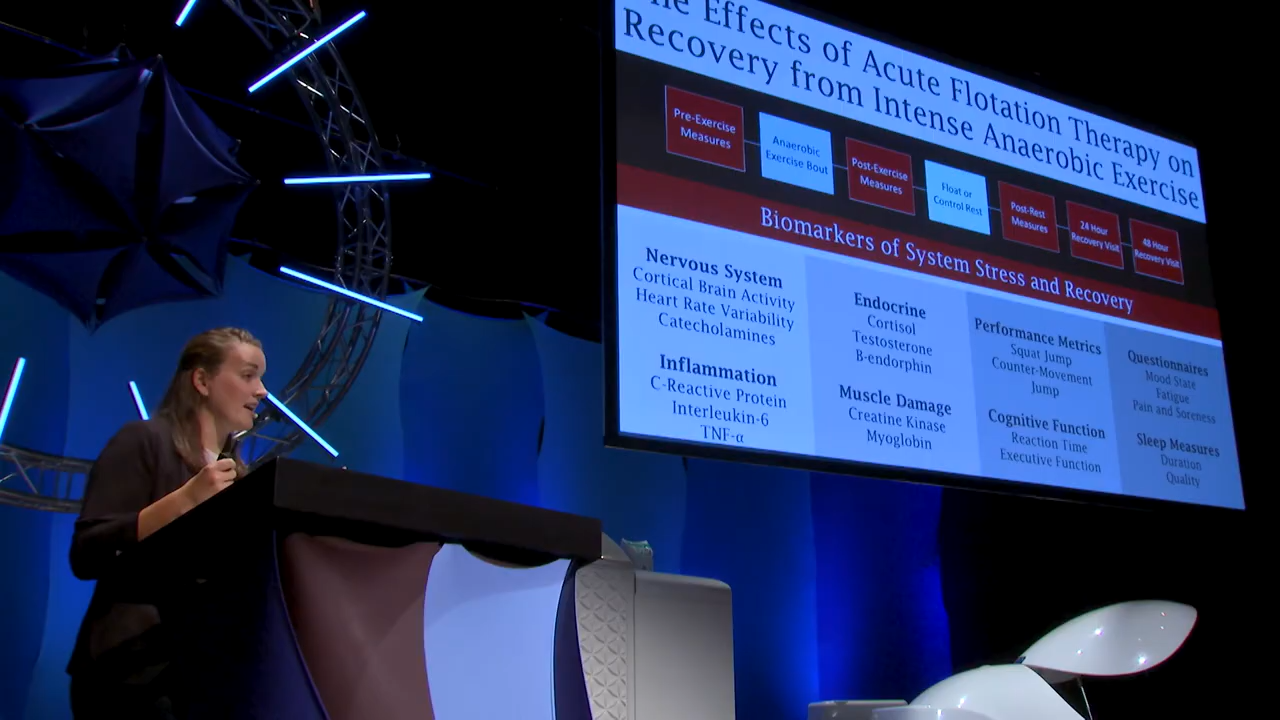 Effects of Acute Flotation Therapy on
Recovery from Intense Anaerobic Exercise
Pre-Exercise
Measures
Anaerobic
Exercise Bout
Post-Exercise
Measures
Float or
Control Rest
Post-Rest
Measures
24 Hour
Recovery Visit
48 Hour
Recovery Visit
Biomarkers of System Stress and Recovery
Nervous System
Cortical Brain Activity
Heart Rate Variability
Catecholamines
Inflammation
C-Reactive Protein
Interleukin-6
TNF-α
Endocrine
Cortisol
Testosterone
B-endorphin
Muscle Damage
Creatine Kinase
Myoglobin
Performance Metrics
Squat Jump
Counter-Movement
Jump
Cognitive Function
Reaction Time
Executive Function
Questionnaires
Mood State
Fatigue
Pain and Soreness
Sleep Measures
Duration
Quality